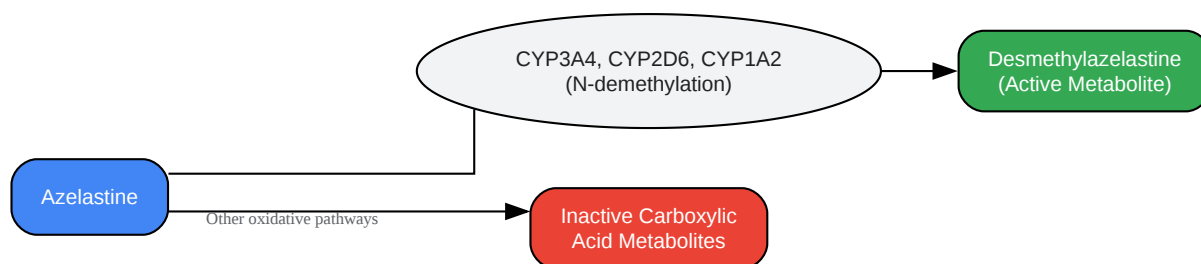 CYP3A4, CYP2D6, CYP1A2
(N-demethylation)
Desmethylazelastine
(Active Metabolite)
Azelastine
Other oxidative pathways
Inactive Carboxylic
Acid Metabolites